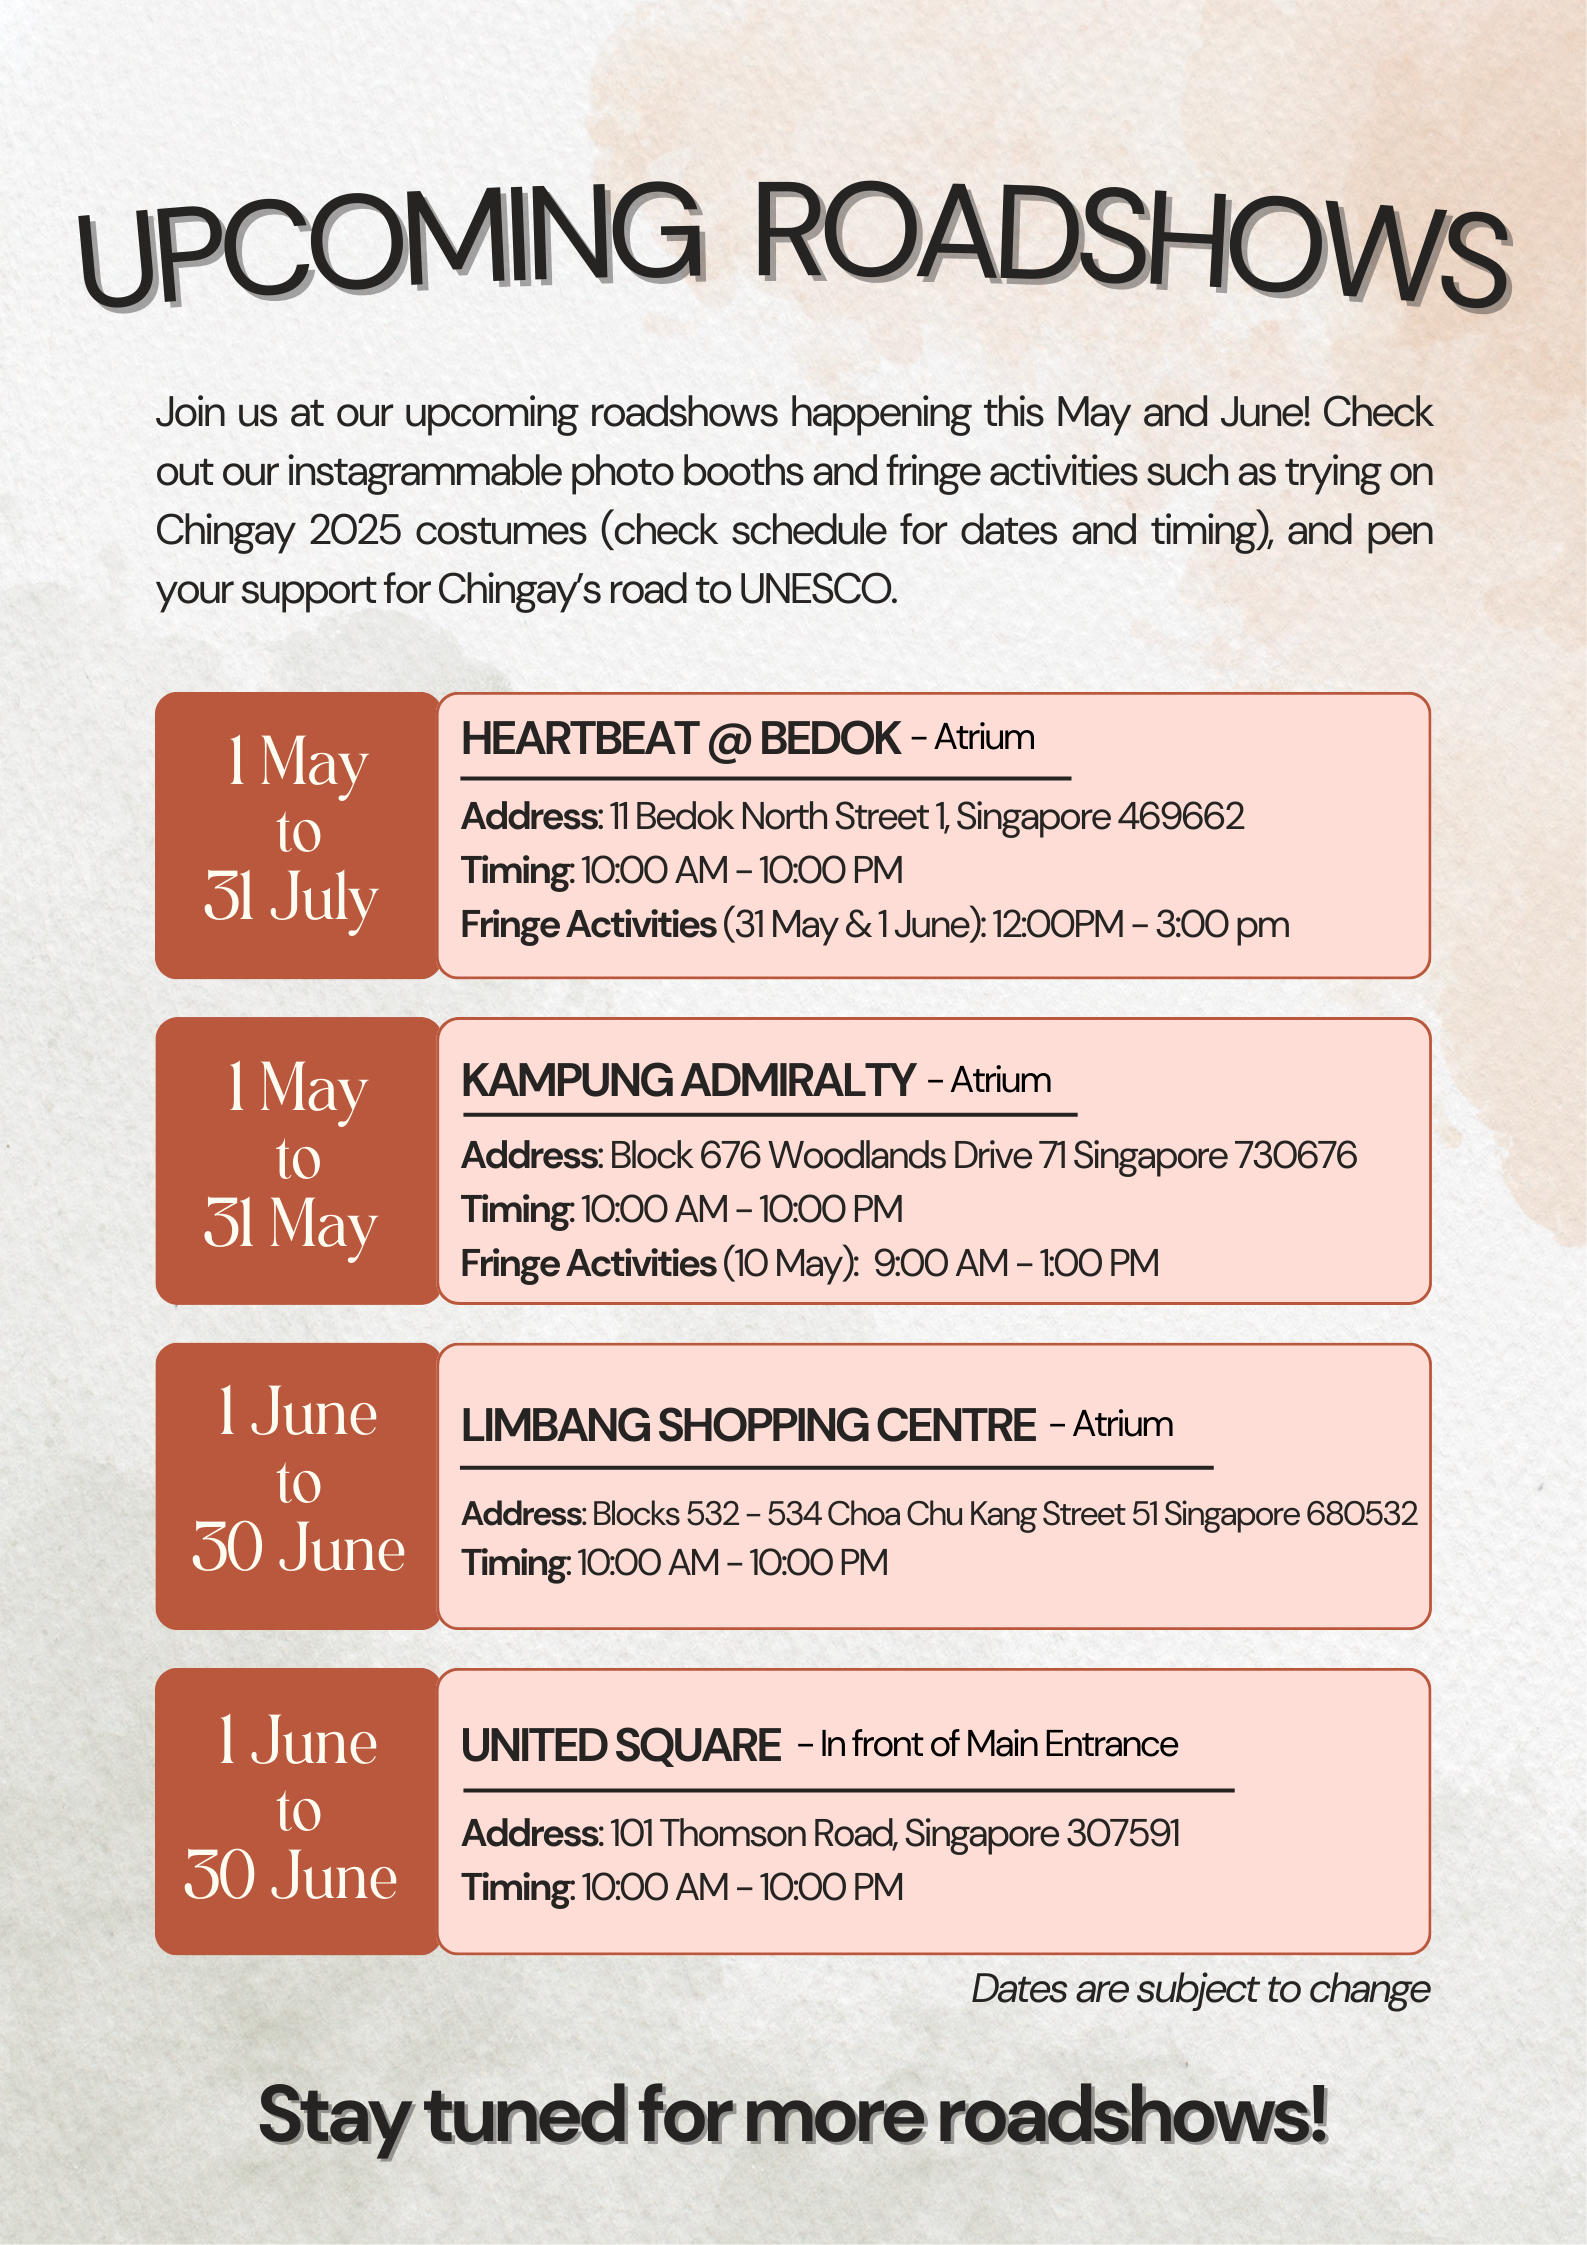 UPCOMING ROADSHOWS
Join us at our upcoming roadshows happening this May and June! Check
out our instagrammable photo booths and fringe activities such as trying on
Chingay 2025 costumes (check schedule for dates and timing), and pen
your support for Chingay’s road to UNESCO.
1 May
to
31 July
HEARTBEAT @ BEDOK - Atrium
Address: 11 Bedok North Street 1, Singapore 469662
Timing: 10:00 AM - 10:00 PM
Fringe Activities (31 May & 1 June): 12:00PM - 3:00 pm
1 May
to
31 May
KAMPUNG ADMIRALTY - Atrium
Address: Block 676 Woodlands Drive 71 Singapore 730676
Timing: 10:00 AM - 10:00 PM
Fringe Activities (10 May): 9:00 AM - 1:00 PM
1 June
to
30 June
LIMBANG SHOPPING CENTRE - Atrium
Address: Blocks 532 - 534 Choa Chu Kang Street 51 Singapore 680532
Timing: 10:00 AM - 10:00 PM
1 June
to
30 June
UNITED SQUARE - In front of Main Entrance
Address: 101 Thomson Road, Singapore 307591
Timing: 10:00 AM - 10:00 PM
Dates are subject to change
Stay tuned for more roadshows!